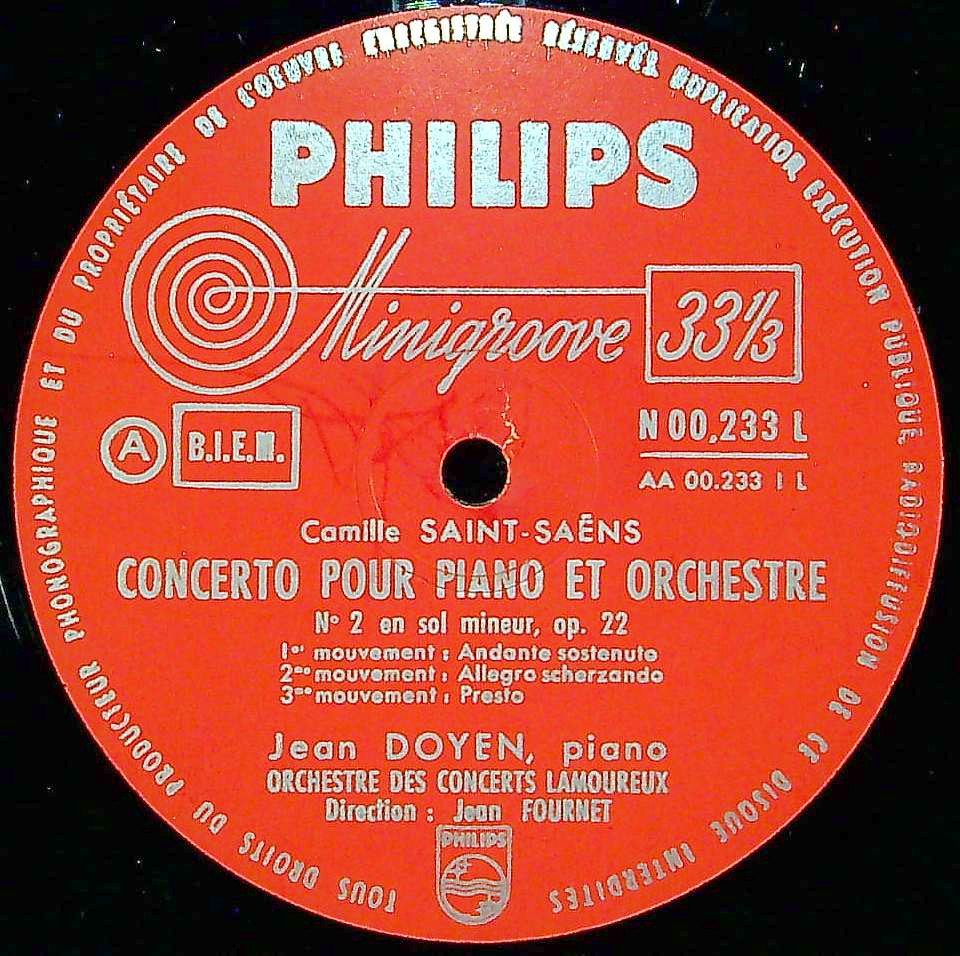 TOUS DROITS DU PRODUCTEUR PHONOGRAPHIQUE ET DU PROPRIÉTAIRE DE L'OEUVRE ENREGISTRÉE RÉSERVÉS DUPLICATION, EXÉCUTION PUBLIQUE RADIODIFFUSION DE CE DISQUE INTERDITES
PHILIPS
Minigroove 33 1/3
A B.I.E.M. N 00.233 L
AA 00.233 1 L
Camille SAINT-SAËNS
CONCERTO POUR PIANO ET ORCHESTRE
No 2 en sol mineur, op. 22
1er mouvement : Andante sostenuto
2me mouvement : Allegro scherzando
3me mouvement : Presto
Jean DOYEN, piano
ORCHESTRE DES CONCERTS LAMOUREUX
Direction : Jean FOURNET
PHILIPS